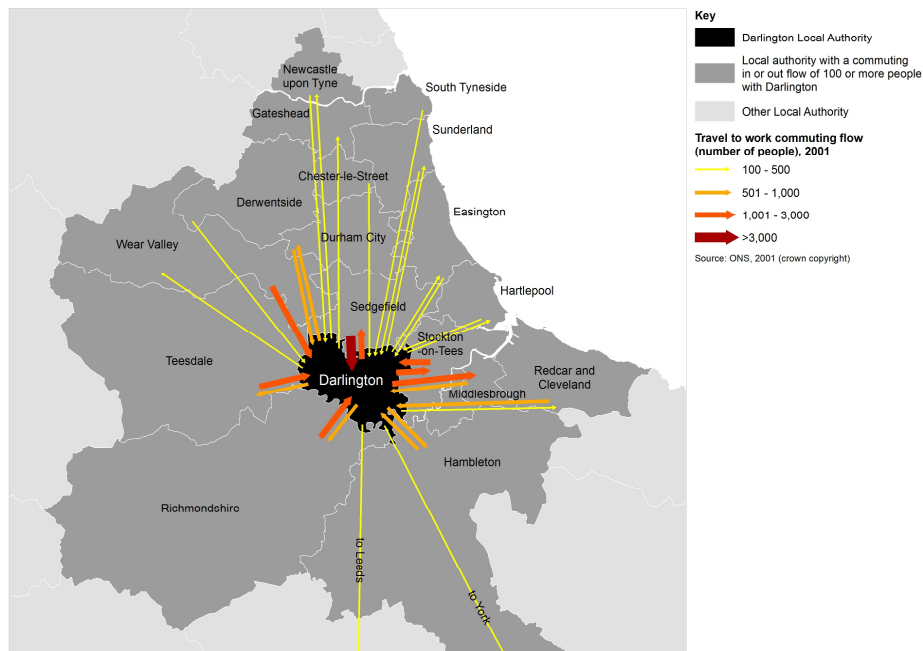 Key
Darlington Local Authority
Local authority with a commuting
in or out flow of 100 or more people
with Darlington
Other Local Authority
Travel to work commuting flow
(number of people), 2001
100 - 500
501 - 1,000
1,001 - 3,000
>3,000
Source: ONS, 2001 (crown copyright)
Newcastle
upon Tyne
South Tyneside
Gateshead
Sunderland
Chester-le-Street
Derwentside
Easington
Wear Valley
Durham City
Hartlepool
Sedgefield
Stockton
-on-Tees
Teesdale
Redcar and
Cleveland
Darlington
Middlesbrough
Hambleton
Richmondshiro
to Leeds
to York